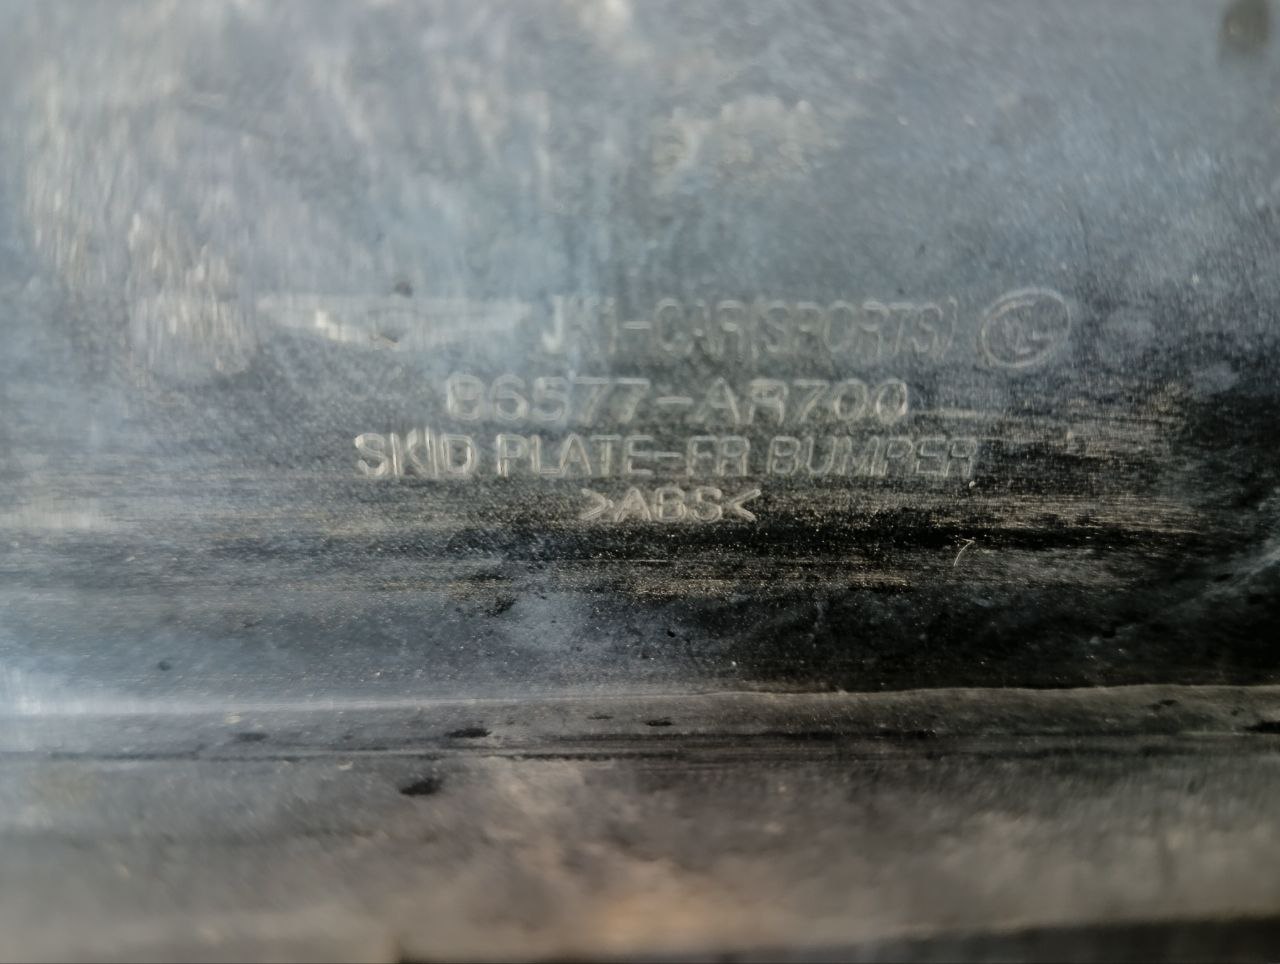 JK1-CAR(SPORTS)
86577-AR700
SKID PLATE-FR BUMPER
>ABS<